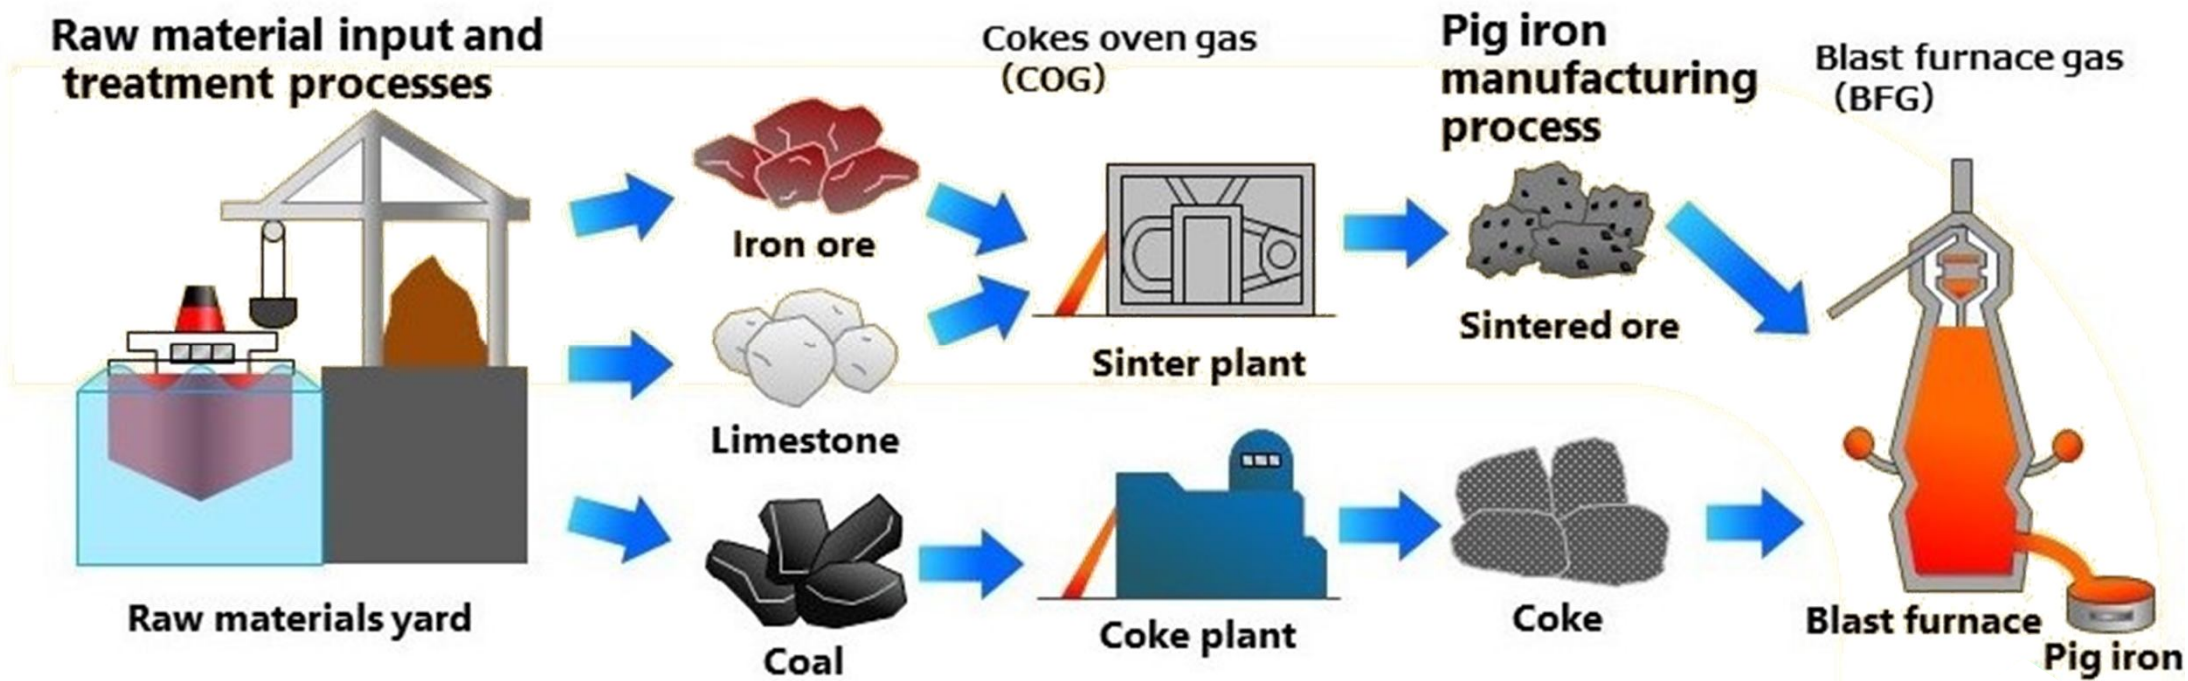 Raw material input and
treatment processes
Cokes oven gas
(COG)
Pig iron
manufacturing
process
Blast furnace gas
(BFG)
Iron ore
Limestone
Coal
Raw materials yard
Sinter plant
Coke plant
Sintered ore
Coke
Blast furnace
Pig iron